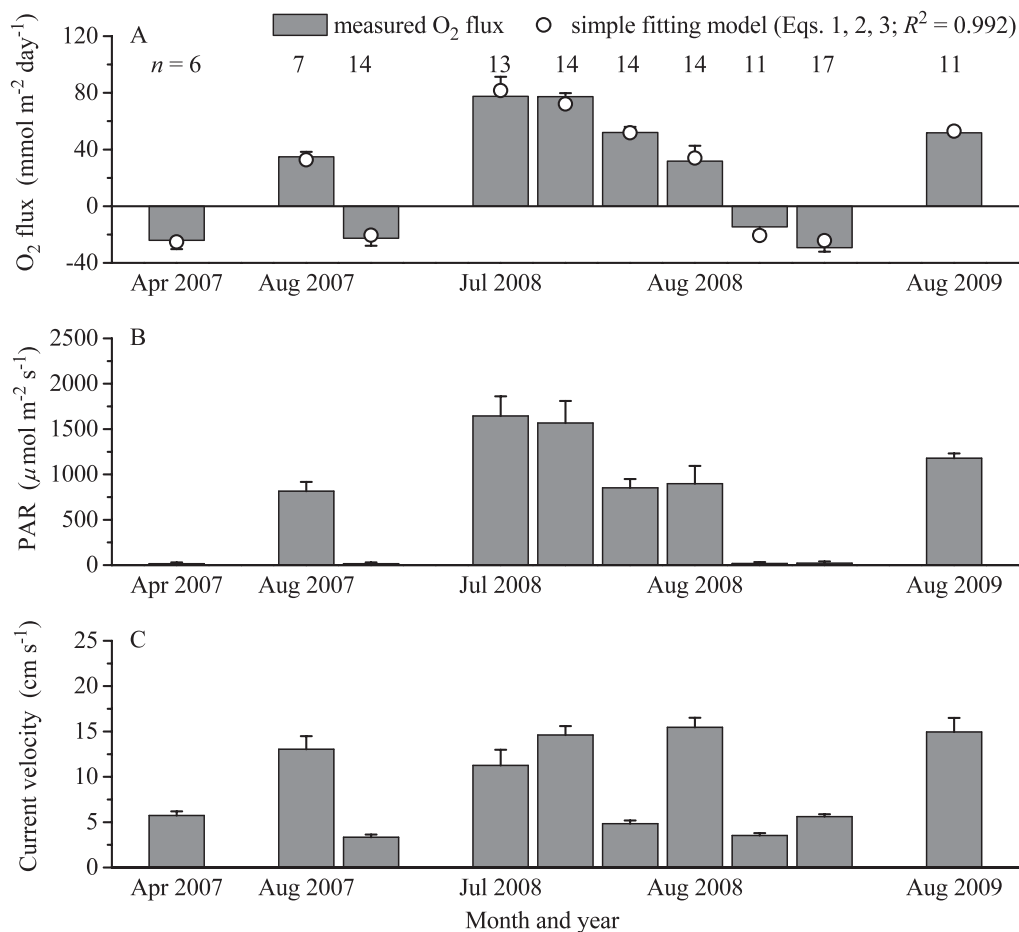 measured O₂ flux simple fitting model (Eqs. 1, 2, 3; R² = 0.992)
A
n = 6 7 14 13 14 14 14 11 17 11
O₂ flux (mmol m⁻² day⁻¹)
120
80
40
0
-40
Apr 2007 Aug 2007 Jul 2008 Aug 2008 Aug 2009
B
PAR (μmol m⁻² s⁻¹)
2500
2000
1500
1000
500
0
Apr 2007 Aug 2007 Jul 2008 Aug 2008 Aug 2009
C
Current velocity (cm s⁻¹)
25
20
15
10
5
0
Apr 2007 Aug 2007 Jul 2008 Aug 2008 Aug 2009
Month and year